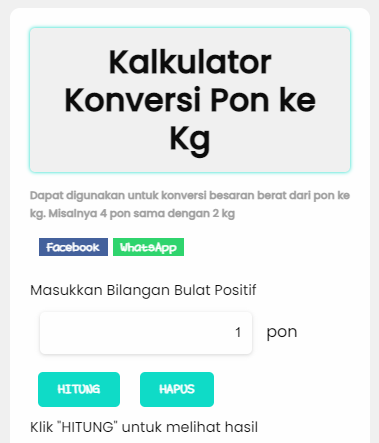 Kalkulator
Konversi Pon ke
Kg
Dapat digunakan untuk konversi besaran berat dari pon ke
kg. Misalnya 4 pon sama dengan 2 kg
Facebook WhatsApp
Masukkan Bilangan Bulat Positif
1 pon
HITUNG HAPUS
Klik "HITUNG" untuk melihat hasil